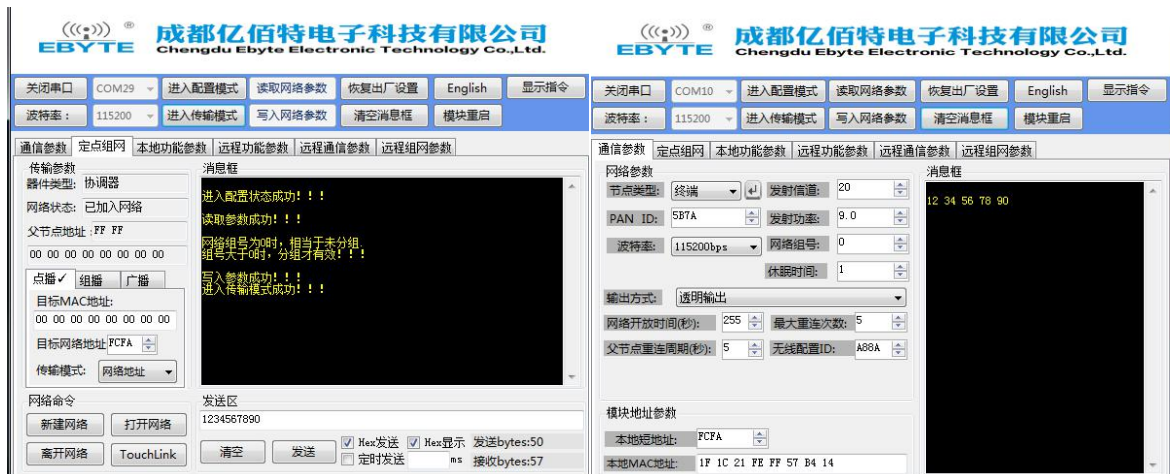 EBYTE
®
成都亿佰特电子科技有限公司
Chengdu Ebyte Electronic Technology Co.,Ltd.
关闭串口 COM29 进入配置模式 读取网络参数 恢复出厂设置 English 显示指令
波特率： 115200 进入传输模式 写入网络参数 清空消息框 模块重启
通信参数 定点组网 本地功能参数 远程功能参数 远程通信参数 远程组网参数
传输参数
器件类型: 协调器
网络状态: 已加入网络
父节点地址 :FF FF
00 00 00 00 00 00 00 00
点播✓ 组播 广播
目标MAC地址:
00 00 00 00 00 00 00 00
目标网络地址 FCFA
传输模式: 网络地址
网络命令
新建网络 打开网络
离开网络 TouchLink
消息框
进入配置状态成功！！！
读取参数成功！！！
网络组号为0时，相当于未分组，
组号大于0时，分组才有效！！！
写入参数成功！！！
进入传输模式成功！！！
发送区
1234567890
清空 发送 Hex发送 Hex显示 发送bytes:50
定时发送 ms 接收bytes:57
EBYTE
®
成都亿佰特电子科技有限公司
Chengdu Ebyte Electronic Technology Co.,Ltd.
关闭串口 COM10 进入配置模式 读取网络参数 恢复出厂设置 English 显示指令
波特率： 115200 进入传输模式 写入网络参数 清空消息框 模块重启
通信参数 定点组网 本地功能参数 远程功能参数 远程通信参数 远程组网参数
网络参数
节点类型: 终端 发射信道: 20
PAN ID: 5B7A 发射功率: 9.0
波特率: 115200bps 网络组号: 0
休眠时间: 1
输出方式: 透明输出
网络开放时间(秒): 255 最大重连次数: 5
父节点重连周期(秒): 5 无线配置ID: A88A
模块地址参数
本地短地址: FCFA
本地MAC地址: 1F 1C 21 FE FF 57 B4 14
消息框
12 34 56 78 90